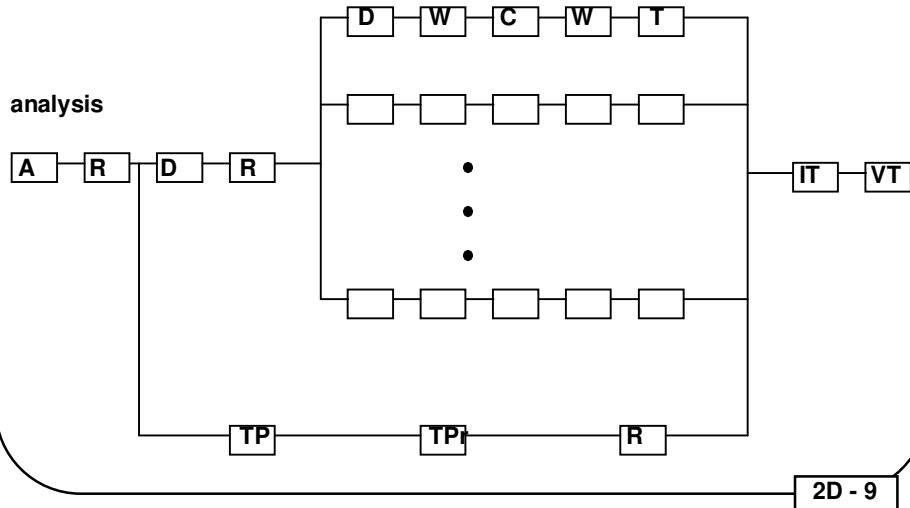 D W C W T
analysis
A R D R IT VT
TP TPr R
2D - 9